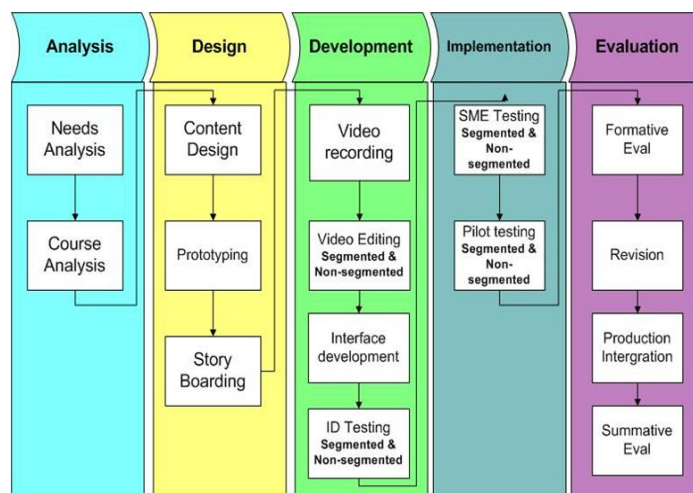 Analysis
Needs
Analysis
Course
Analysis
Design
Content
Design
Prototyping
Story
Boarding
Development
Video
recording
Video Editing
Segmented &
Non-segmented
Interface
development
ID Testing
Segmented &
Non-segmented
Implementation
SME Testing
Segmented &
Non-
segmented
Pilot testing
Segmented &
Non-
segmented
Evaluation
Formative
Eval
Revision
Production
Intergration
Summative
Eval